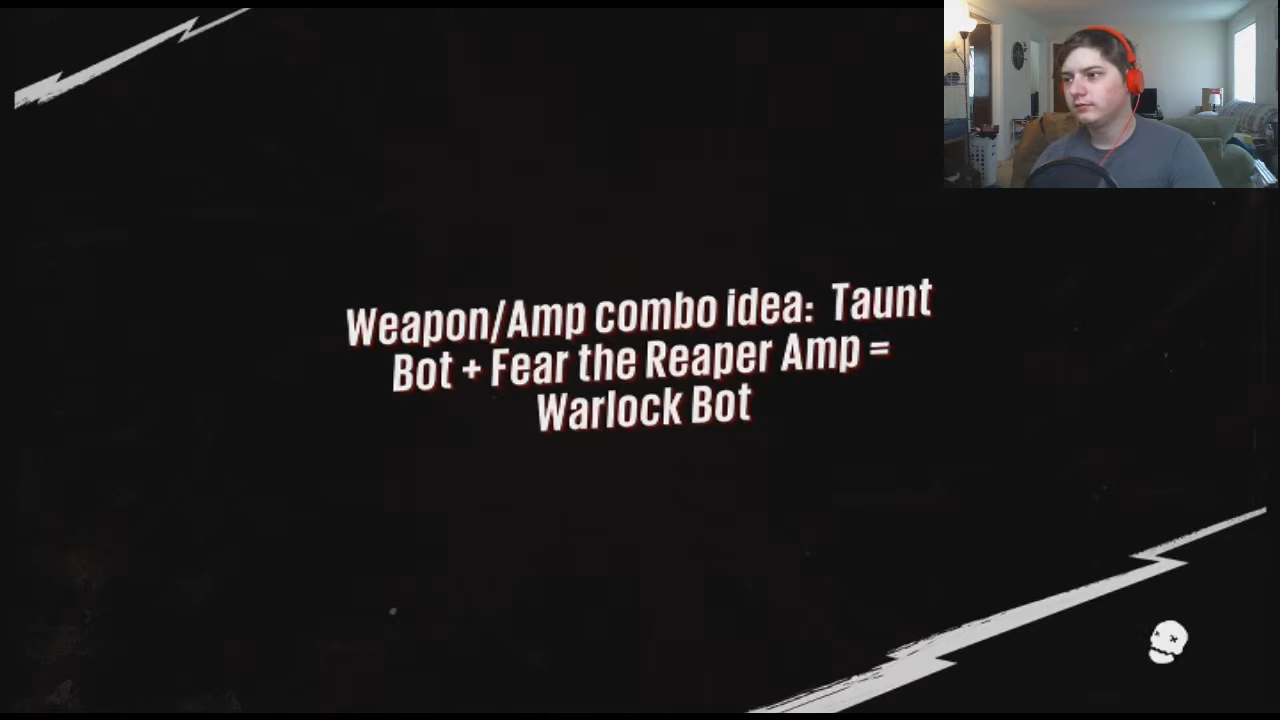 Weapon/Amp combo idea: Taunt
Bot + Fear the Reaper Amp =
Warlock Bot